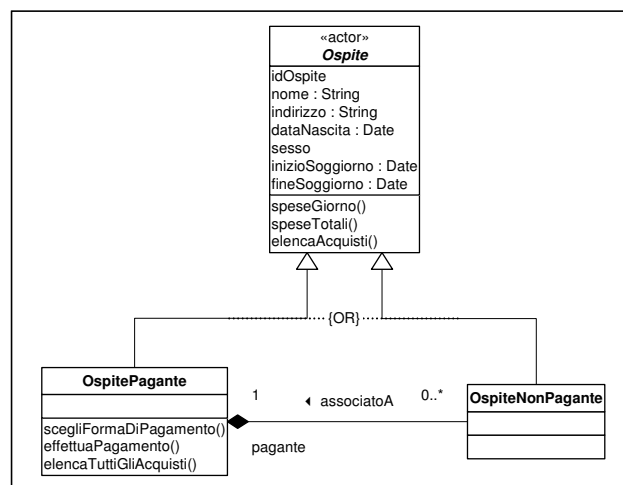 «actor»
Ospite
idOspite
nome : String
indirizzo : String
dataNascita : Date
sesso
inizioSoggiorno : Date
fineSoggiorno : Date
speseGiorno()
speseTotali()
elencaAcquisti()
{OR}
OspitePagante
scegliFormaDiPagamento()
effettuaPagamento()
elencaTuttiGliAcquisti()
1
associatoA
0..*
pagante
OspiteNonPagante